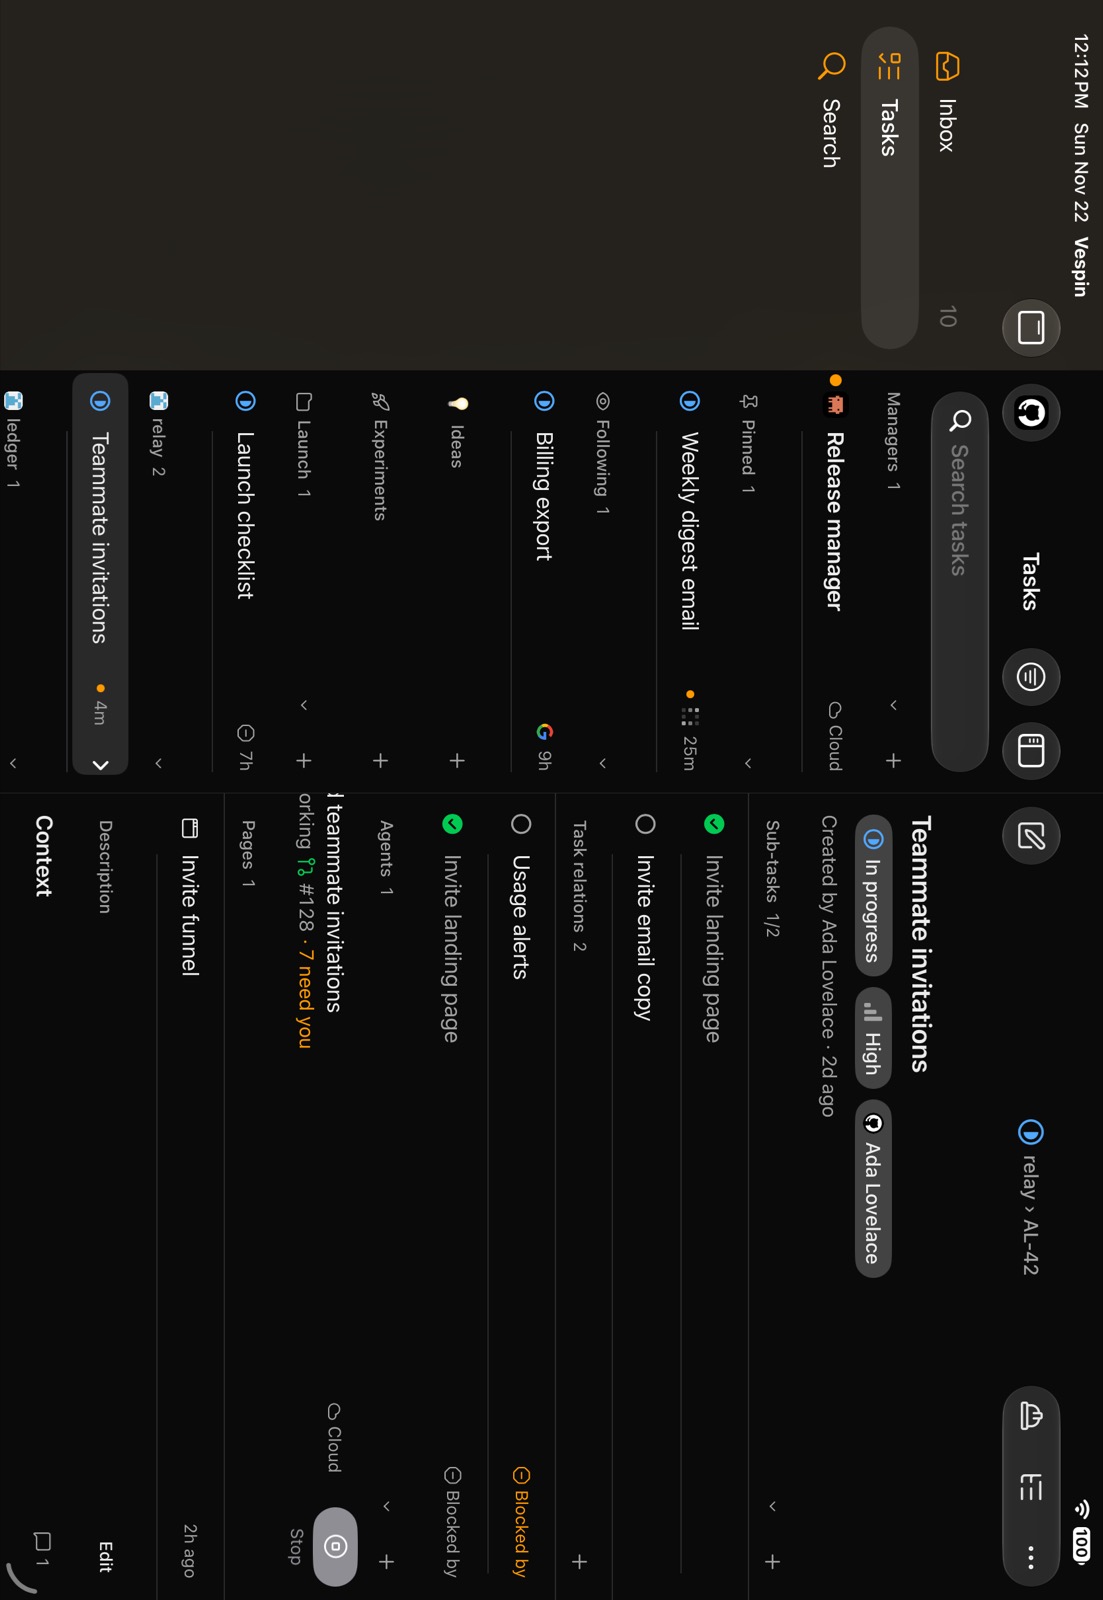 12:12 PM Sun Nov 22 Vespin
100
Inbox 10
Tasks
Search
Tasks
Search tasks
Managers 1
Release manager Cloud
Pinned 1
Weekly digest email 25m
Following 1
Billing export 9h
Ideas
Experiments
Launch 1
Launch checklist 7h
relay 2
Teammate invitations 4m
ledger 1
relay › AL-42
Teammate invitations
In progress High Ada Lovelace
Created by Ada Lovelace · 2d ago
Sub-tasks 1/2
Invite landing page
Invite email copy
Task relations 2
Usage alerts Blocked by
Invite landing page Blocked by
Agents 1
d teammate invitations Cloud
orking #128 · 7 need you
Stop
Pages 1
Invite funnel 2h ago
Description Edit
Context 1